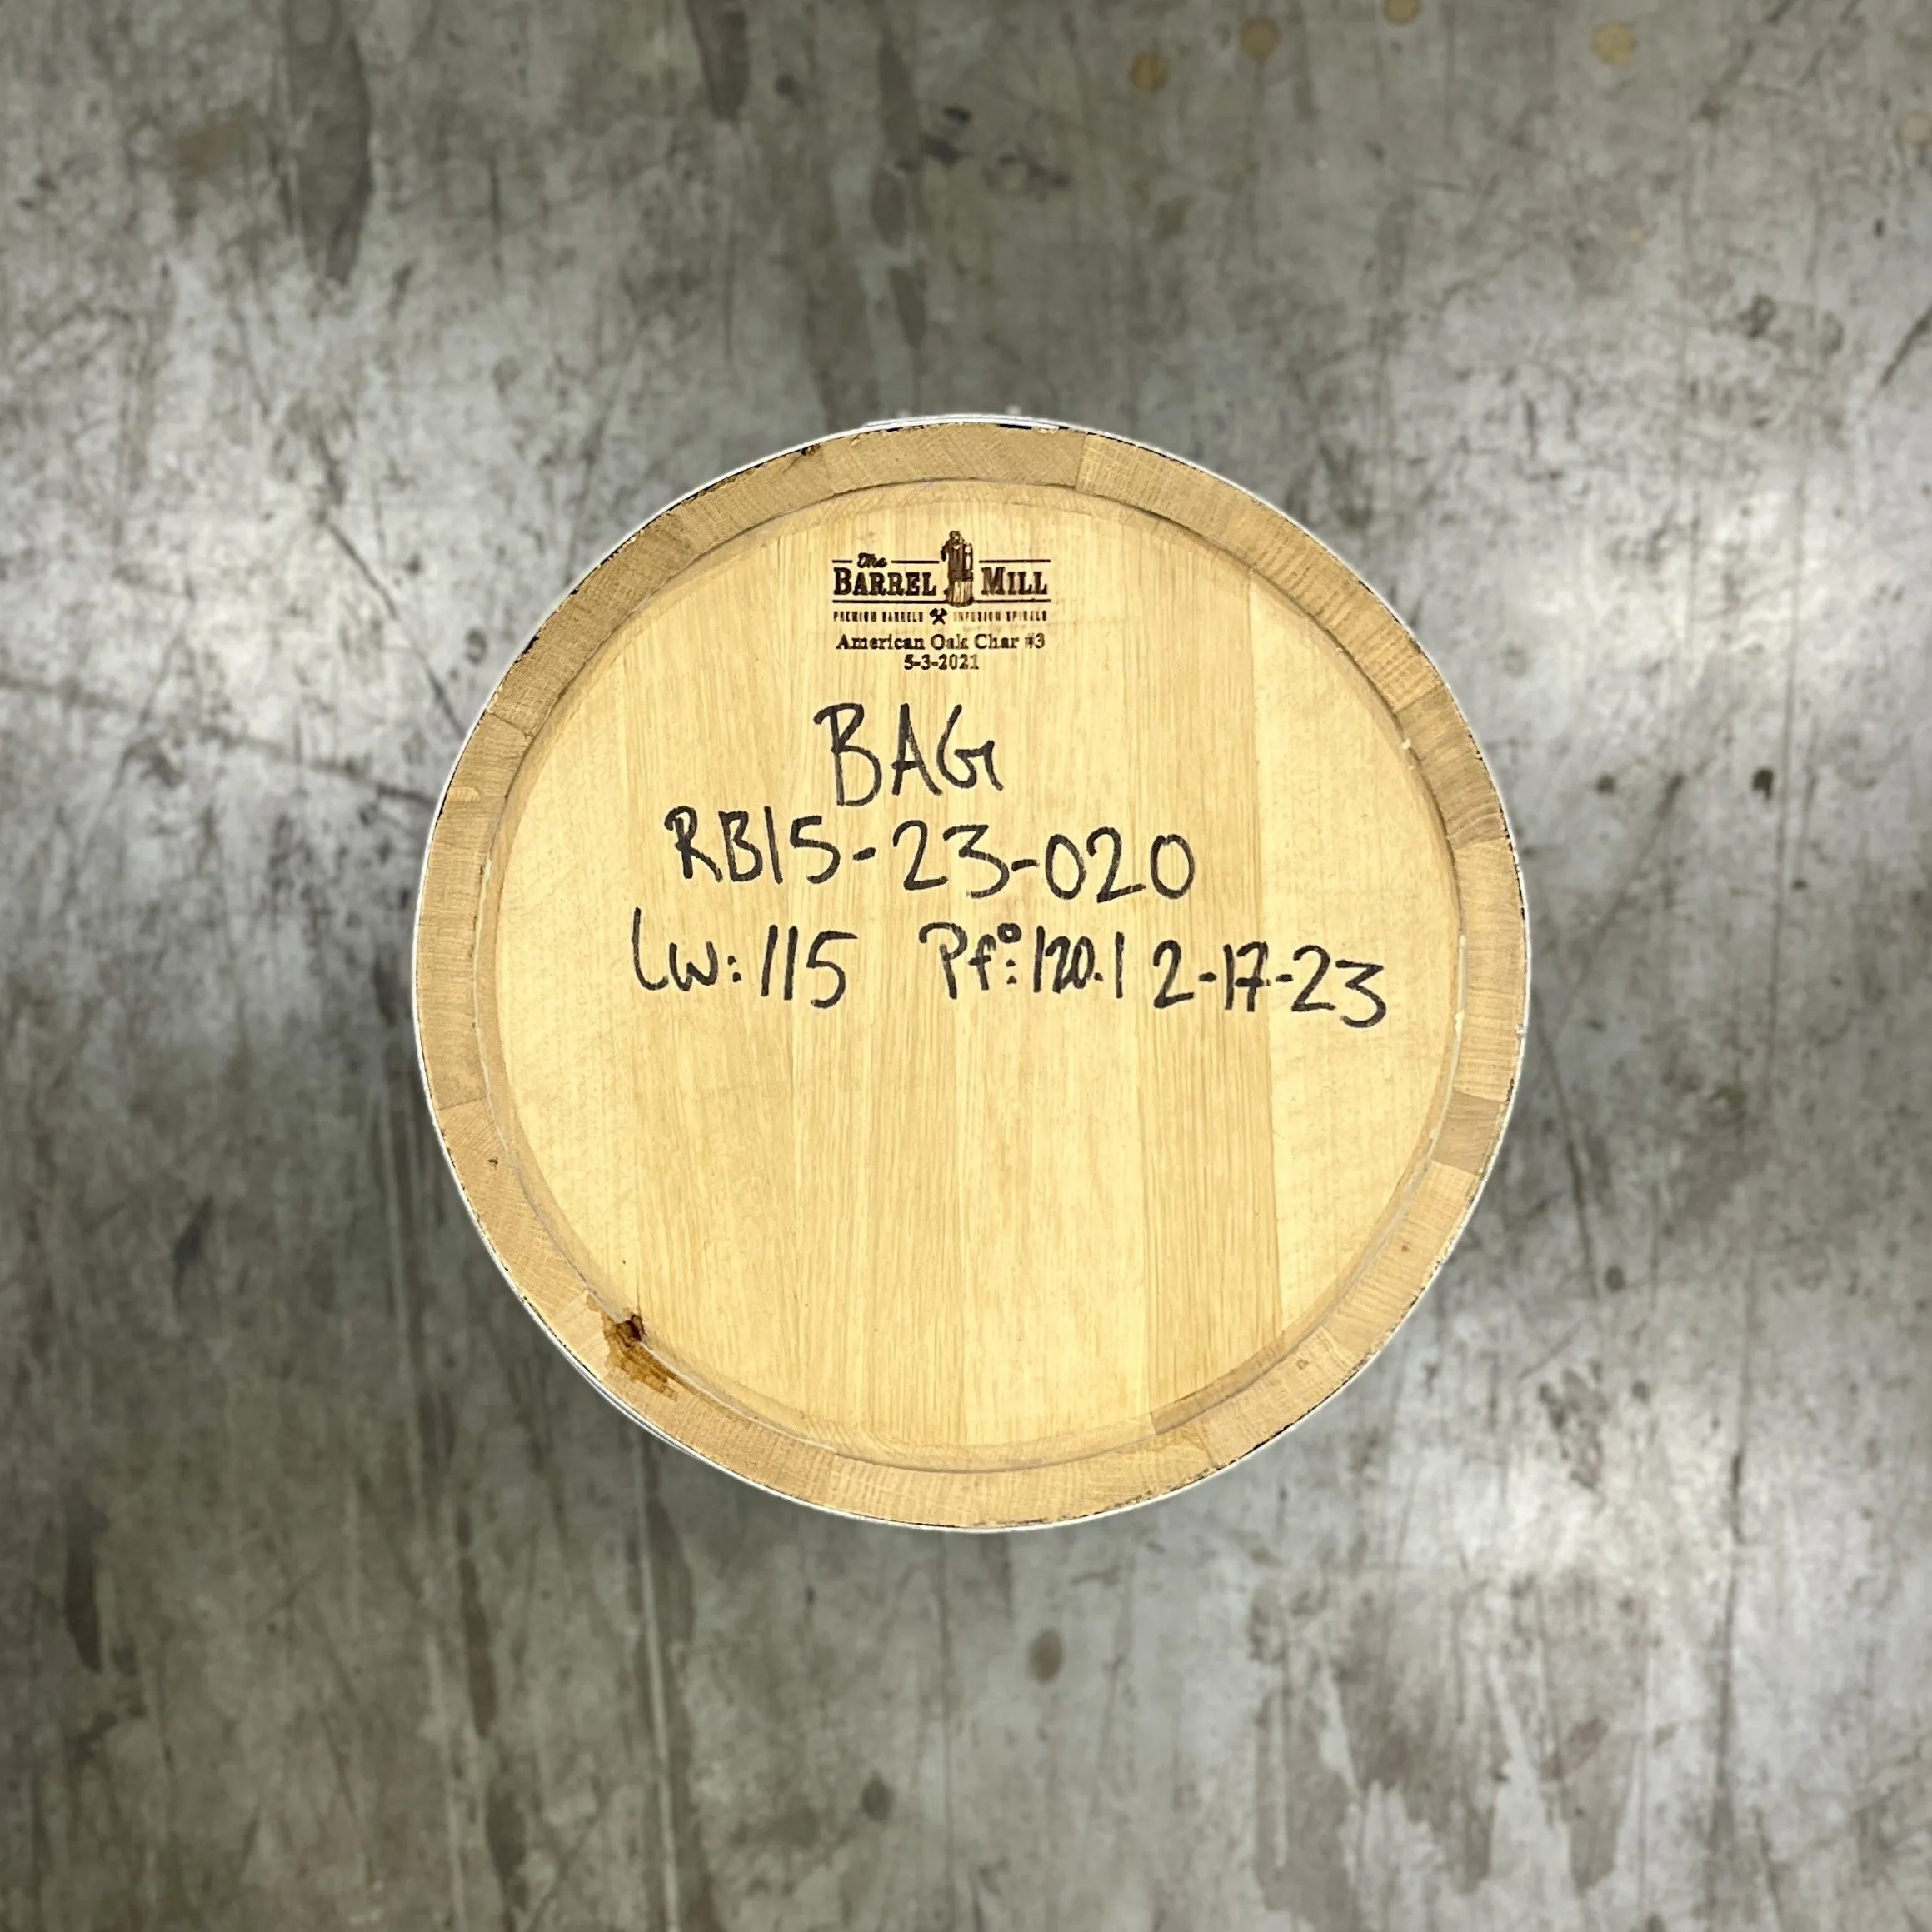 The
BARREL MILL
PREMIUM BARRELS INFUSION SPIRALS
American Oak Char #3
5-3-2021
BAG
RB15-23-020
LW: 115 Pf°: 120.1 2-17-23